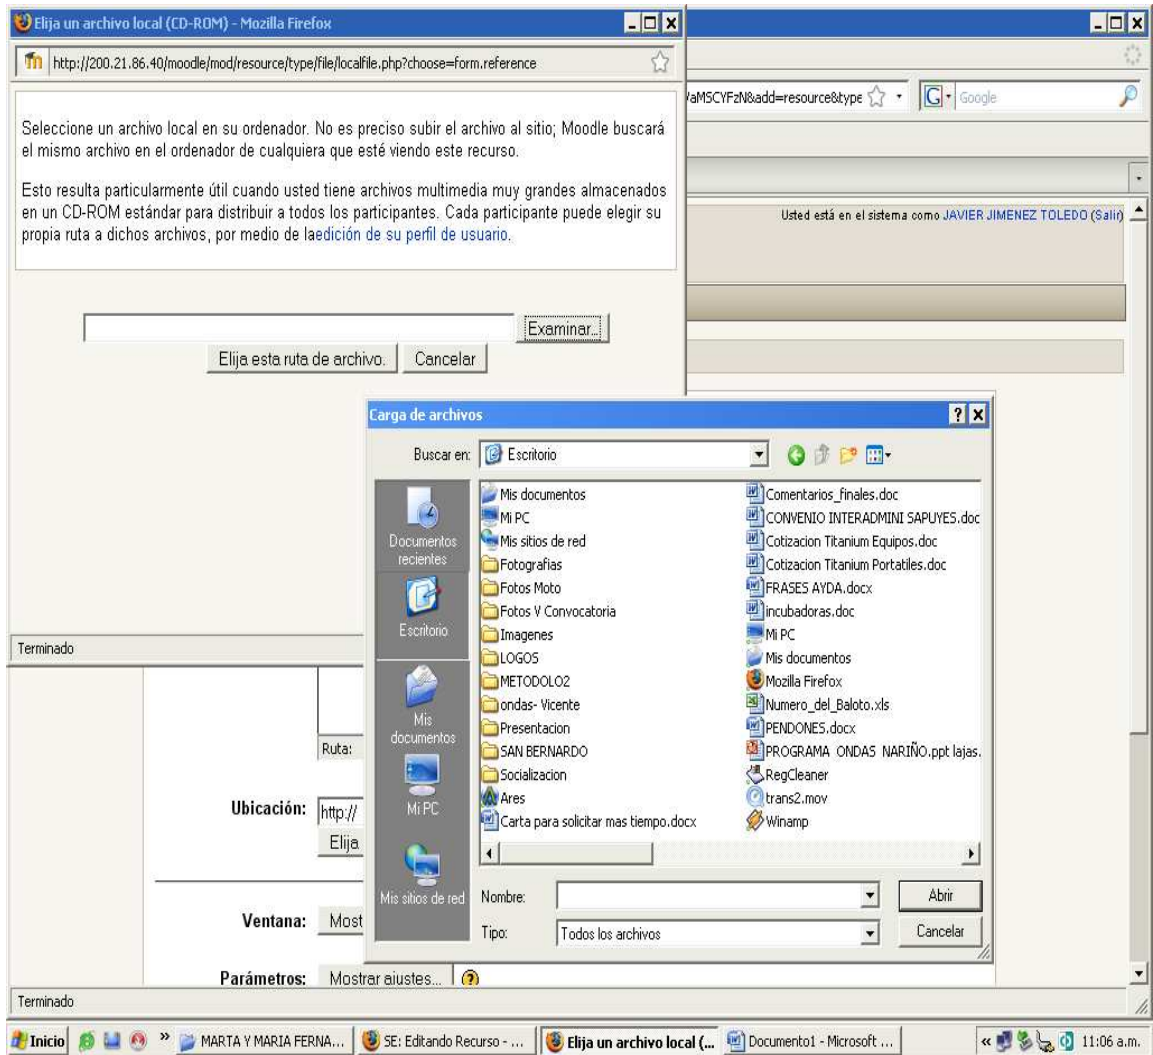 Elija un archivo local (CD-ROM) - Mozilla Firefox
http://200.21.86.40/moodle/mod/resource/type/file/localfile.php?choose=form.reference
Seleccione un archivo local en su ordenador. No es preciso subir el archivo al sitio; Moodle buscará
el mismo archivo en el ordenador de cualquiera que esté viendo este recurso.
Esto resulta particularmente útil cuando usted tiene archivos multimedia muy grandes almacenados
en un CD-ROM estándar para distribuir a todos los participantes. Cada participante puede elegir su
propia ruta a dichos archivos, por medio de laedición de su perfil de usuario.
Examinar...
Elija esta ruta de archivo. Cancelar
Terminado
aMSCYFzN&add=resource&type
Google
Usted está en el sistema como JAVIER JIMENEZ TOLEDO (Salir)
Carga de archivos
Buscar en: Escritorio
Documentos
recientes
Escritorio
Mis
documentos
Mi PC
Mis sitios de red
Mis documentos
Mi PC
Mis sitios de red
Fotografias
Fotos Moto
Fotos V Convocatoria
Imagenes
LOGOS
METODOLO2
ondas- Vicente
Presentacion
SAN BERNARDO
Socializacion
Ares
Carta para solicitar mas tiempo.docx
Comentarios_finales.doc
CONVENIO INTERADMINI SAPUYES.doc
Cotizacion Titanium Equipos.doc
Cotizacion Titanium Portatiles.doc
FRASES AYDA.docx
incubadoras.doc
Mi PC
Mis documentos
Mozilla Firefox
Numero_del_Baloto.xls
PENDONES.docx
PROGRAMA ONDAS NARIÑO.ppt lajas.
RegCleaner
trans2.mov
Winamp
Nombre:
Abrir
Tipo: Todos los archivos
Cancelar
Ruta:
Ubicación: http://
Elija
Ventana: Most
Parámetros: Mostrar ajustes...
Terminado
Inicio
MARTA Y MARIA FERNA...
SE: Editando Recurso - ...
Elija un archivo local (...
Documento1 - Microsoft ...
11:06 a.m.